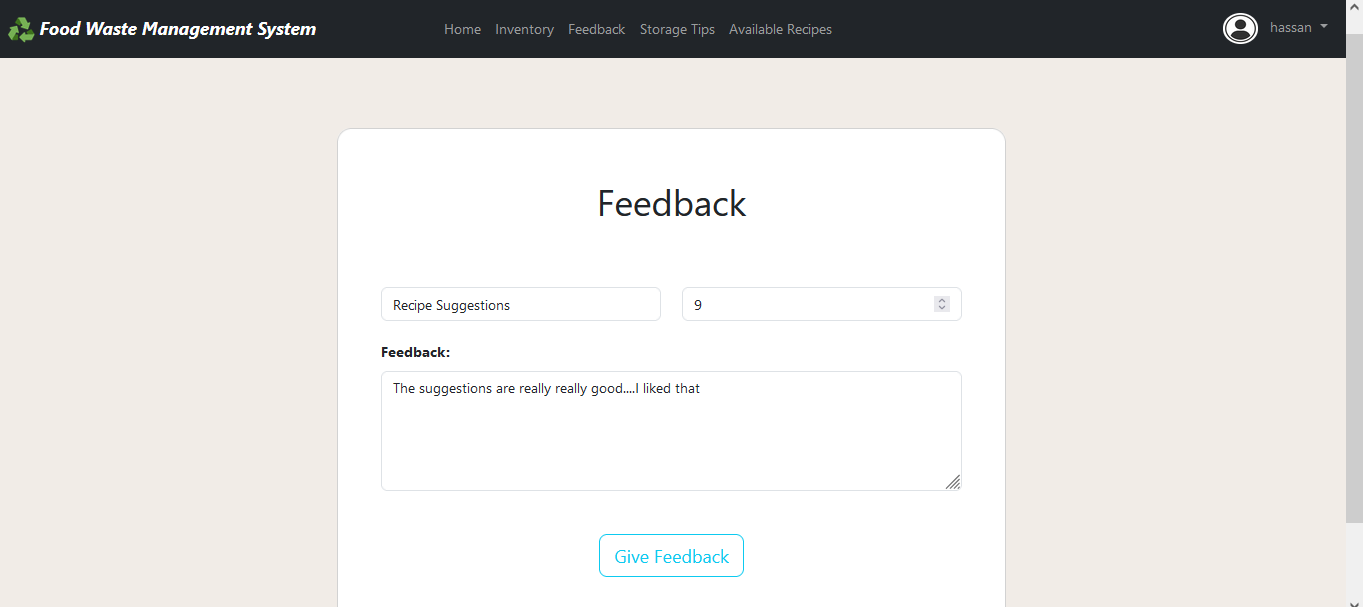 Food Waste Management System Home Inventory Feedback Storage Tips Available Recipes hassan
Feedback
Recipe Suggestions 9
Feedback:
The suggestions are really really good....I liked that
Give Feedback